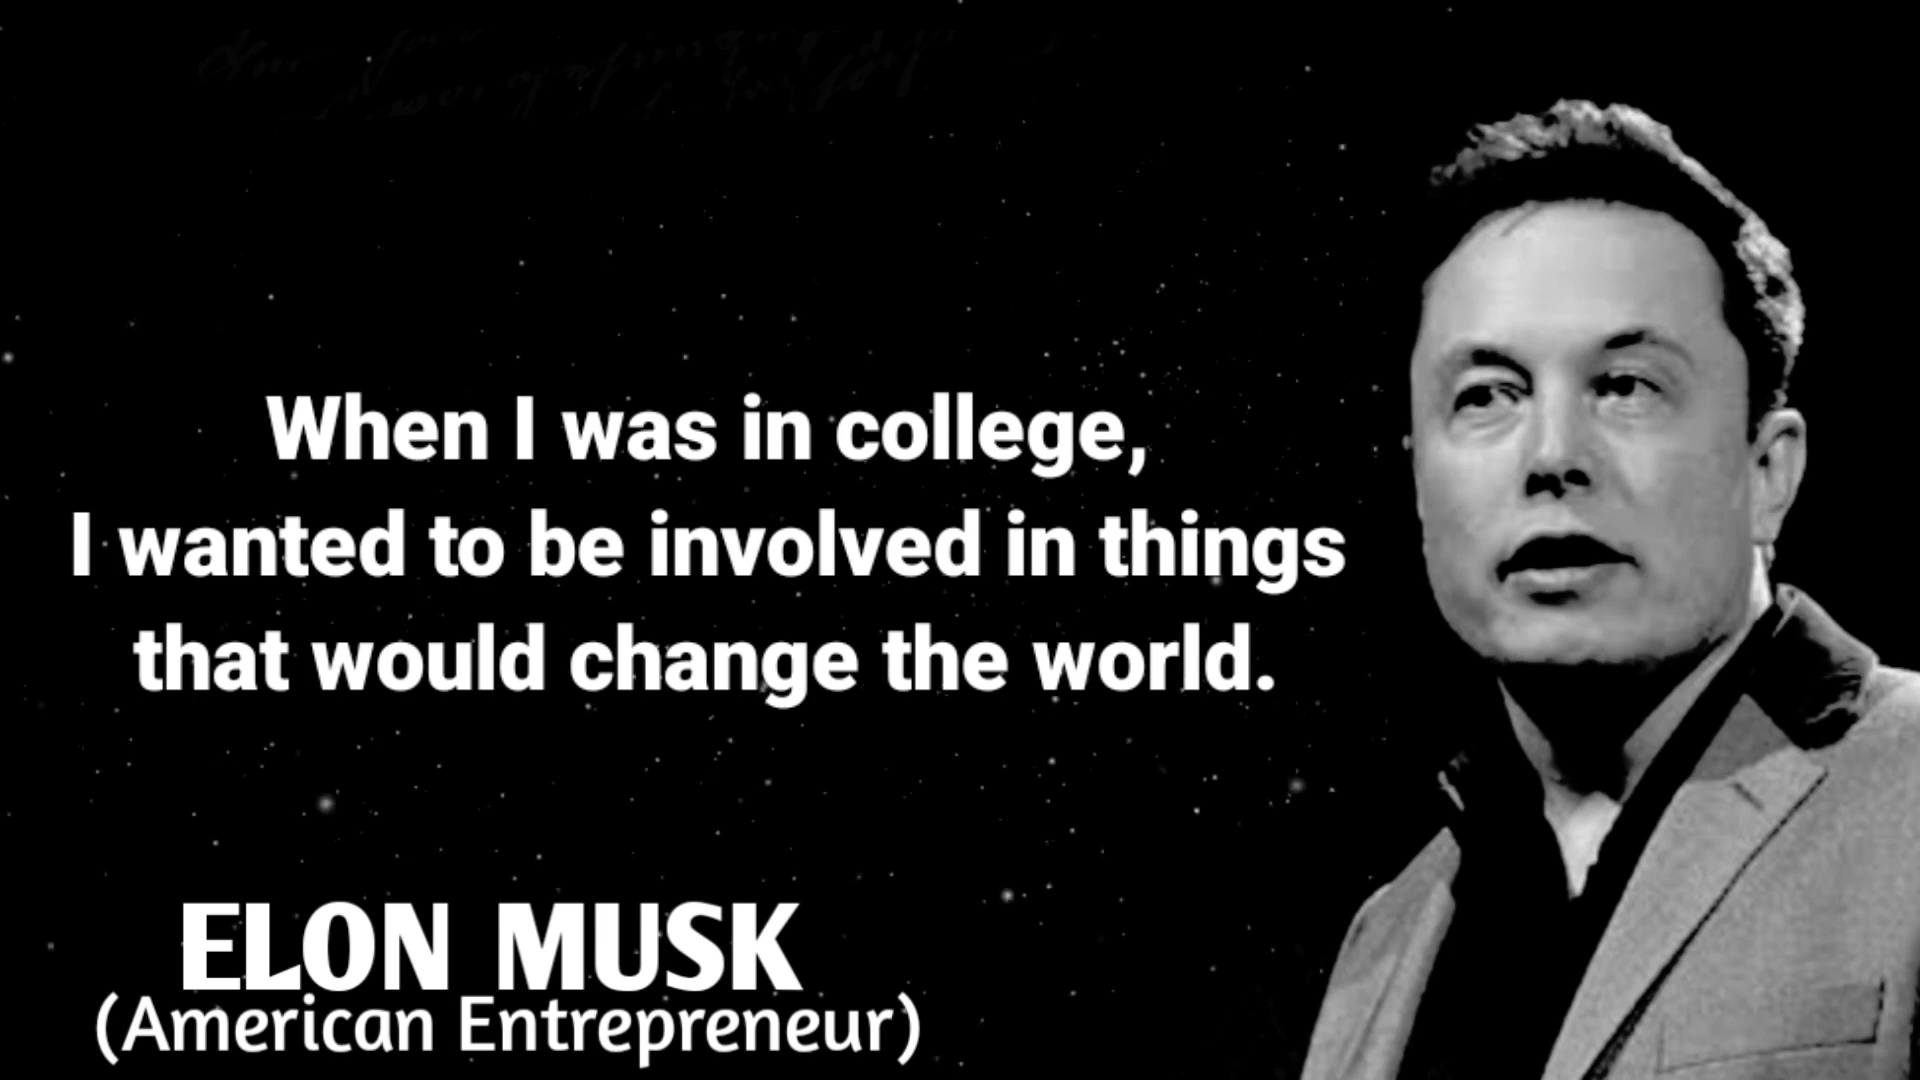 When I was in college,
I wanted to be involved in things
that would change the world.
ELON MUSK
(American Entrepreneur)